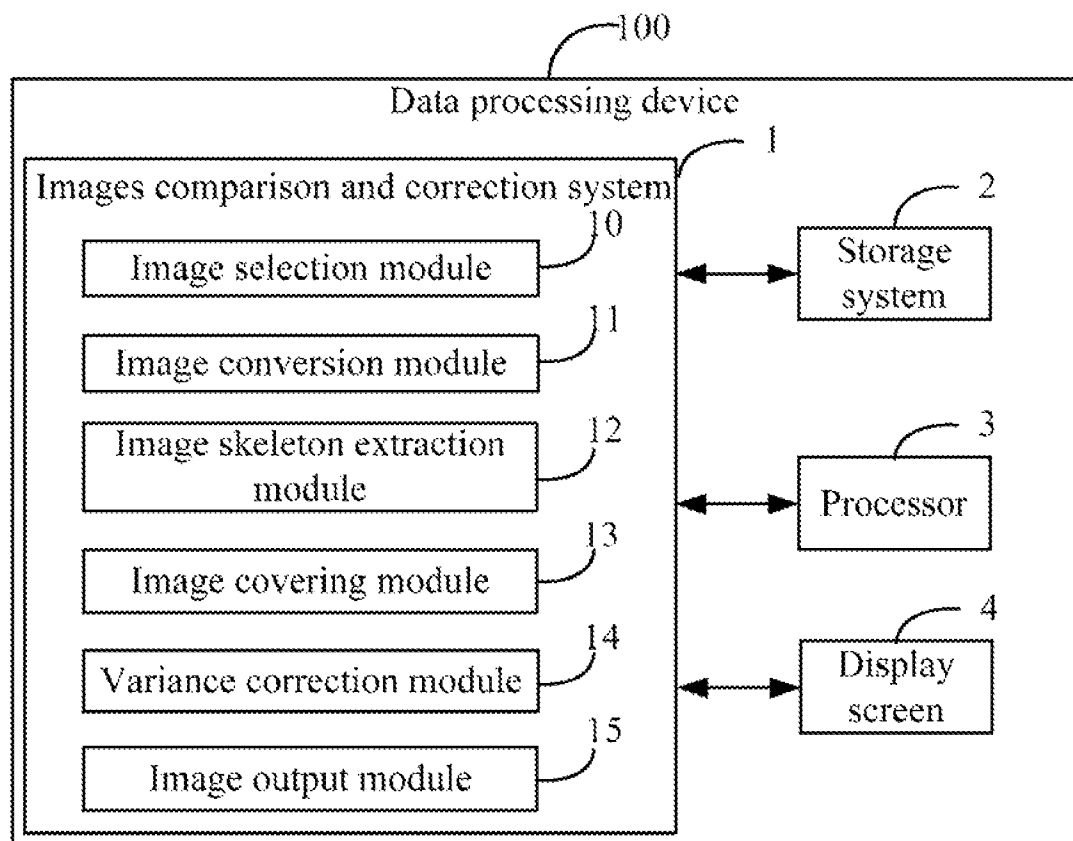 100
Data processing device
1
Images comparison and correction system
10
Image selection module
11
Image conversion module
12
Image skeleton extraction
module
13
Image covering module
14
Variance correction module
15
Image output module
2
Storage
system
3
Processor
4
Display
screen